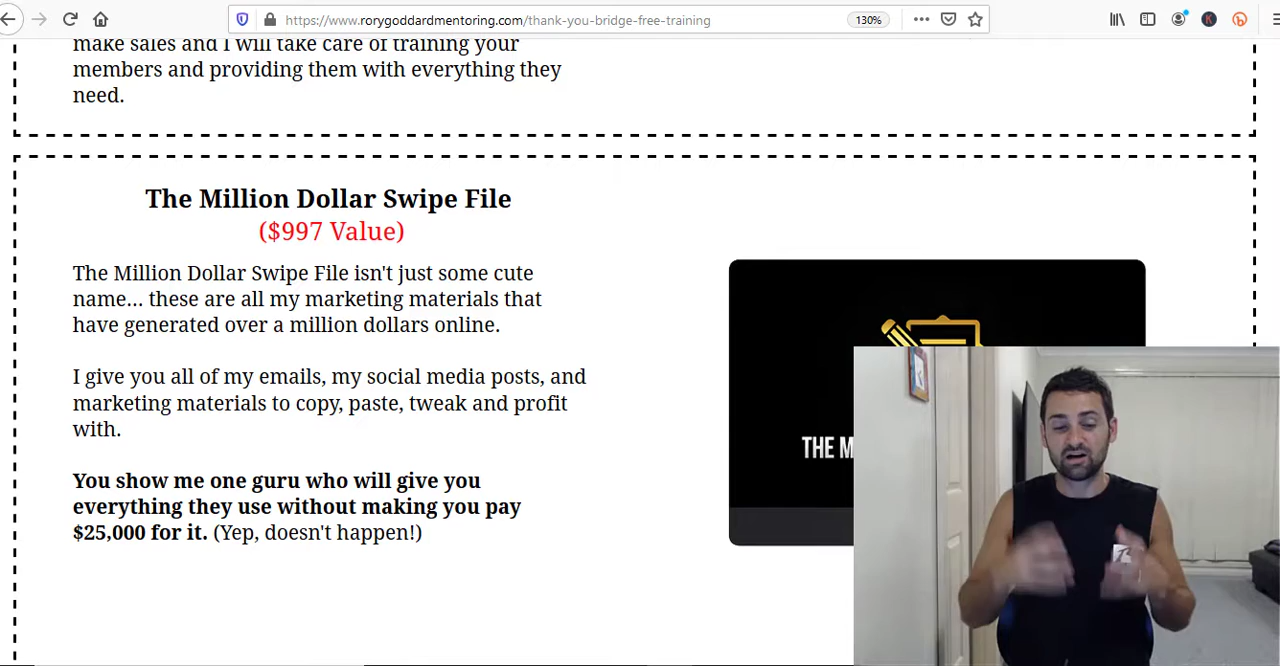 https://www.rorygoddardmentoring.com/thank-you-bridge-free-training
130%
make sales and I will take care of training your
members and providing them with everything they
need.
The Million Dollar Swipe File
($997 Value)
The Million Dollar Swipe File isn't just some cute
name... these are all my marketing materials that
have generated over a million dollars online.
I give you all of my emails, my social media posts, and
marketing materials to copy, paste, tweak and profit
with.
THE M
You show me one guru who will give you
everything they use without making you pay
$25,000 for it. (Yep, doesn't happen!)